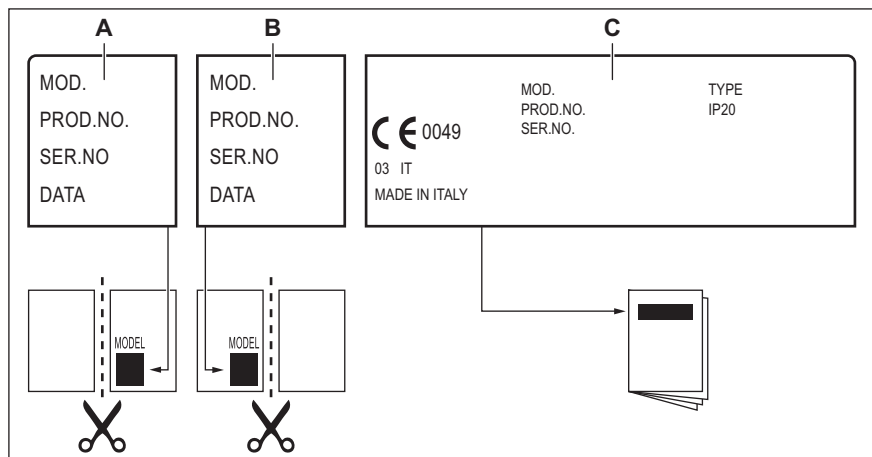 A
MOD.
PROD.NO.
SER.NO
DATA
B
MOD.
PROD.NO.
SER.NO
DATA
C
MOD.
PROD.NO.
SER.NO.
TYPE
IP20
CE 0049
03 IT
MADE IN ITALY
MODEL
MODEL